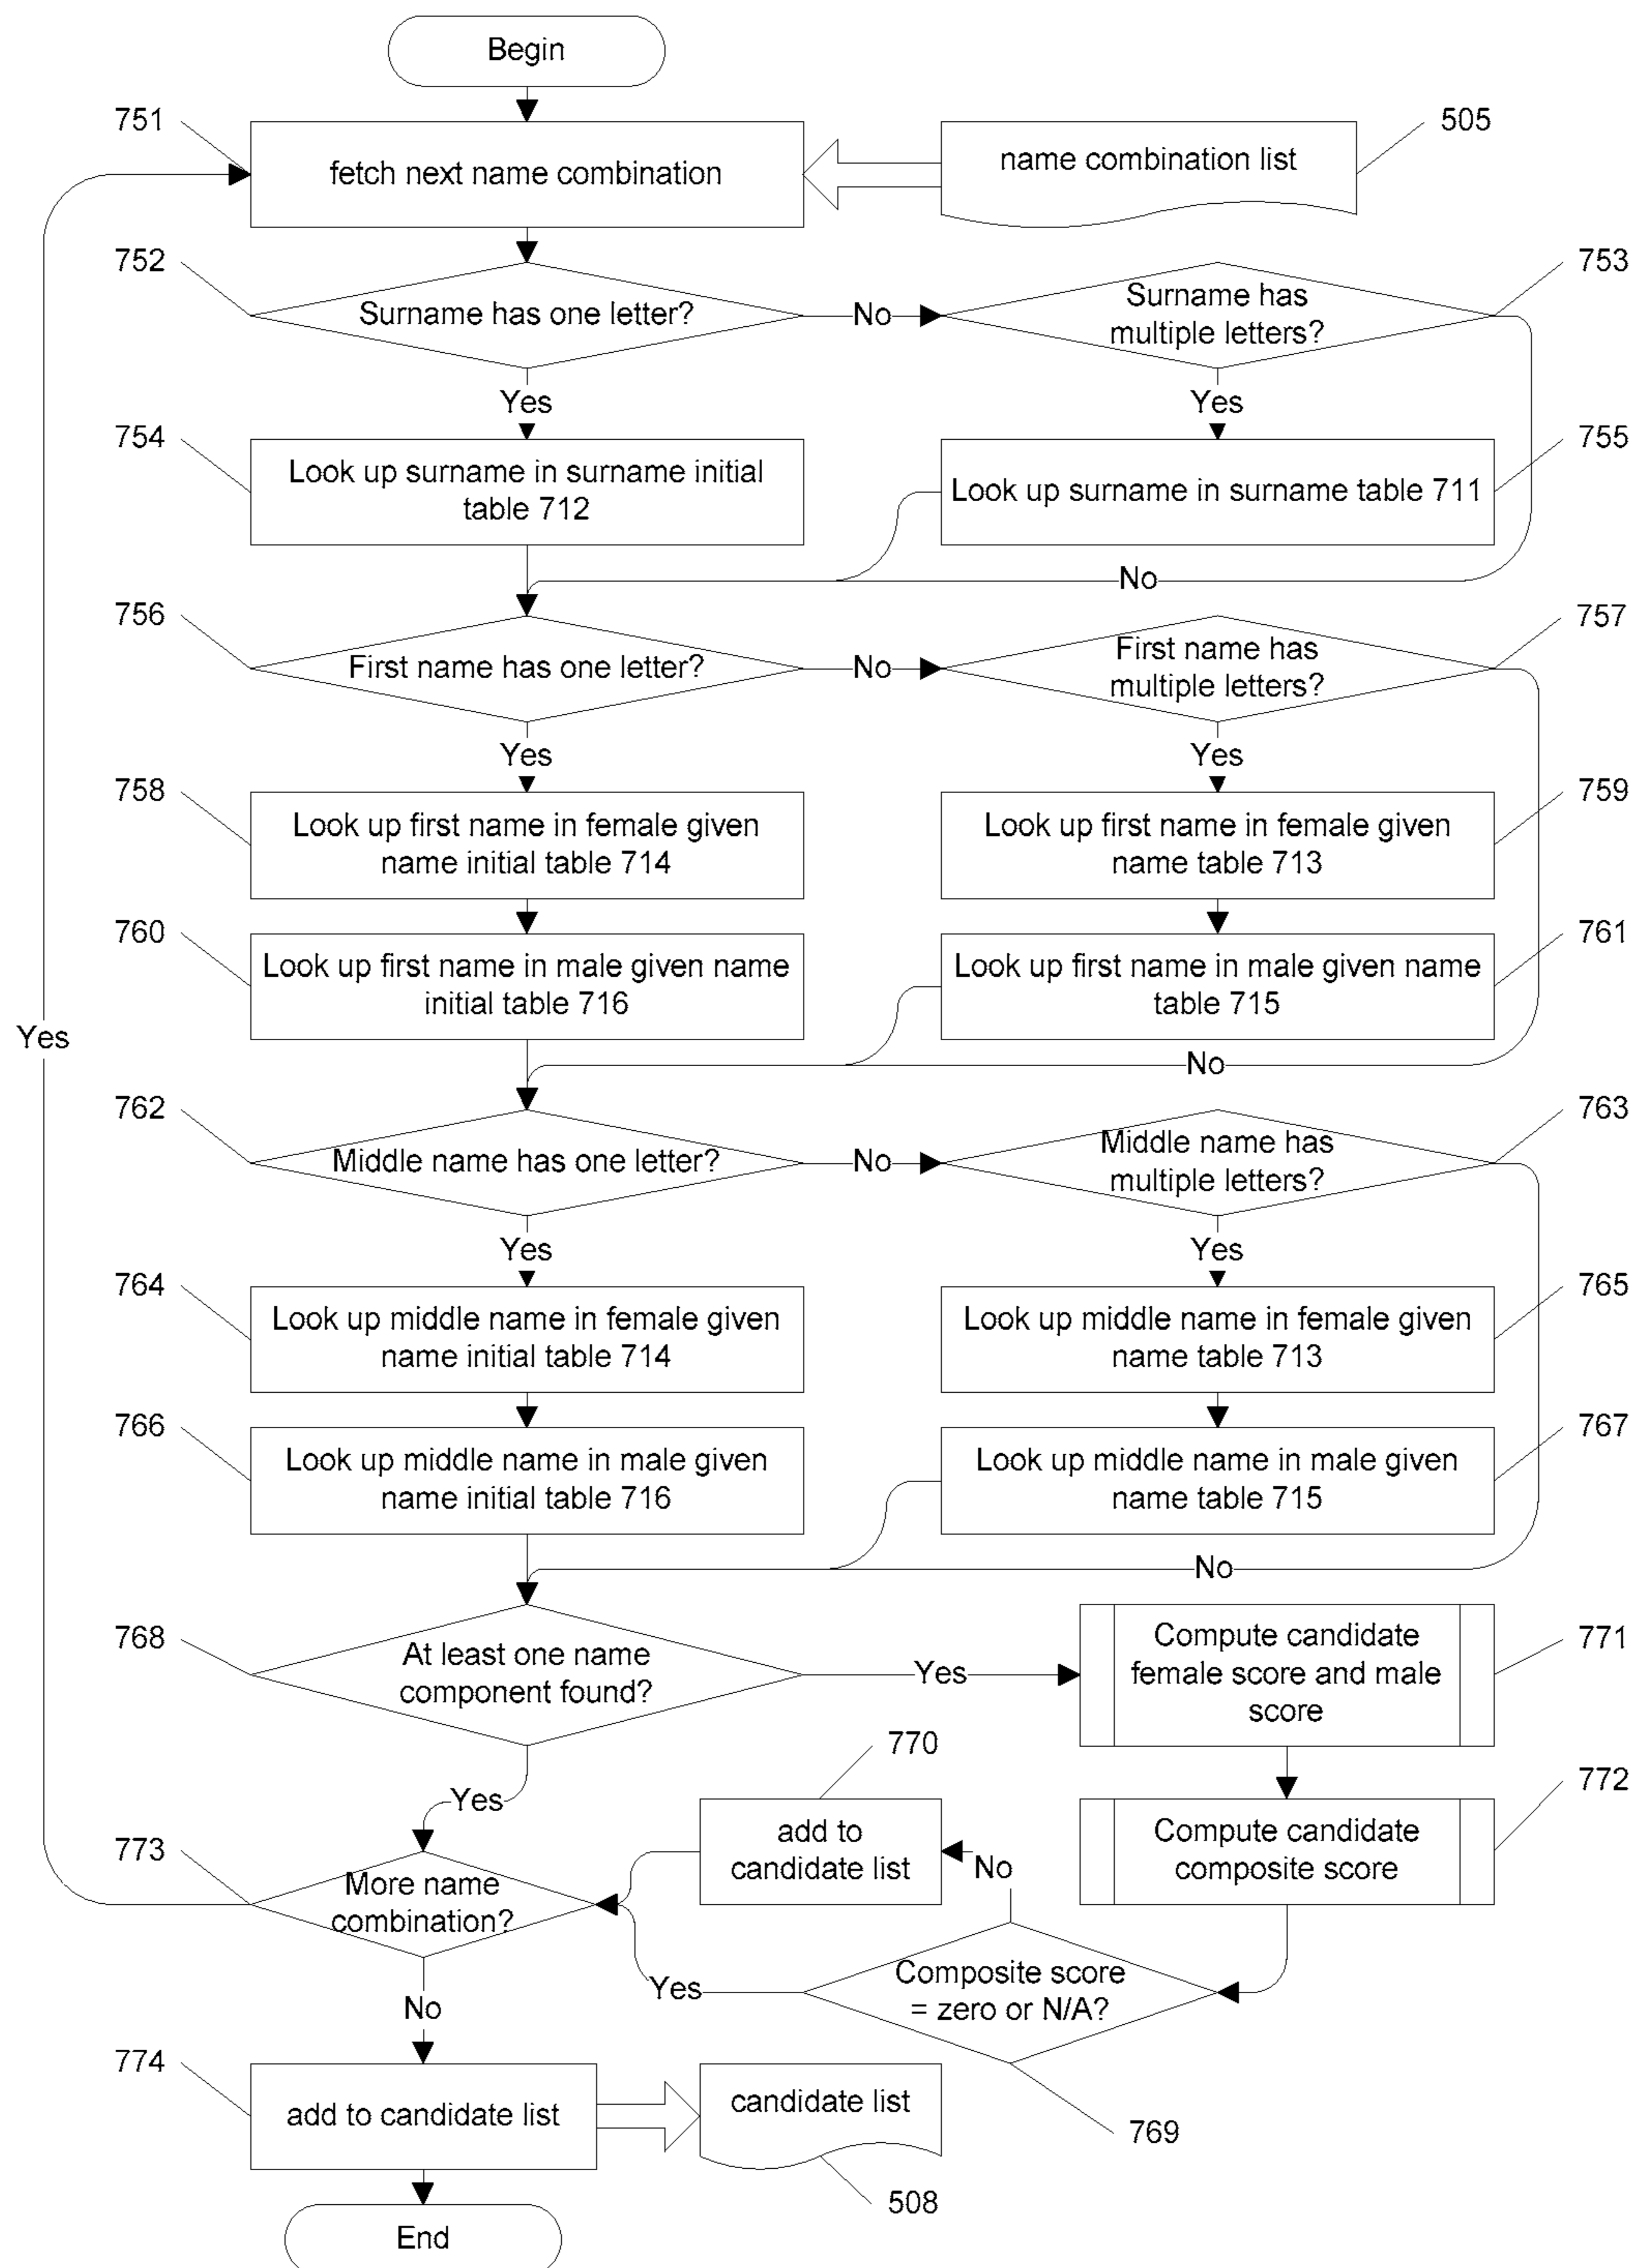 Begin
751
505
fetch next name combination
name combination list
752
753
Surname has one letter?
No
Surname has
multiple letters?
Yes
Yes
754
755
Look up surname in surname initial
table 712
Look up surname in surname table 711
No
756
757
First name has one letter?
No
First name has
multiple letters?
Yes
Yes
758
759
Look up first name in female given
name initial table 714
Look up first name in female given
name table 713
760
761
Look up first name in male given name
initial table 716
Look up first name in male given name
table 715
Yes
No
762
763
Middle name has one letter?
No
Middle name has
multiple letters?
Yes
Yes
764
765
Look up middle name in female given
name initial table 714
Look up middle name in female given
name table 713
766
767
Look up middle name in male given
name initial table 716
Look up middle name in male given
name table 715
No
768
771
At least one name
component found?
Yes
Compute candidate
female score and male
score
770
772
Yes
add to
candidate list
No
Compute candidate
composite score
773
More name
combination?
Yes
Composite score
= zero or N/A?
No
774
769
add to candidate list
candidate list
508
End